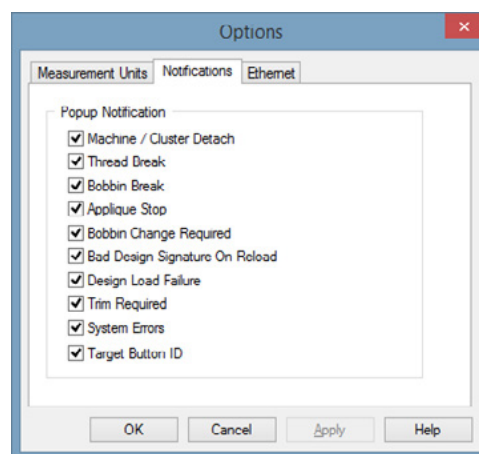 Options
Measurement Units Notifications Ethernet
Popup Notification
Machine / Cluster Detach
Thread Break
Bobbin Break
Applique Stop
Bobbin Change Required
Bad Design Signature On Reload
Design Load Failure
Trim Required
System Errors
Target Button ID
OK Cancel Apply Help